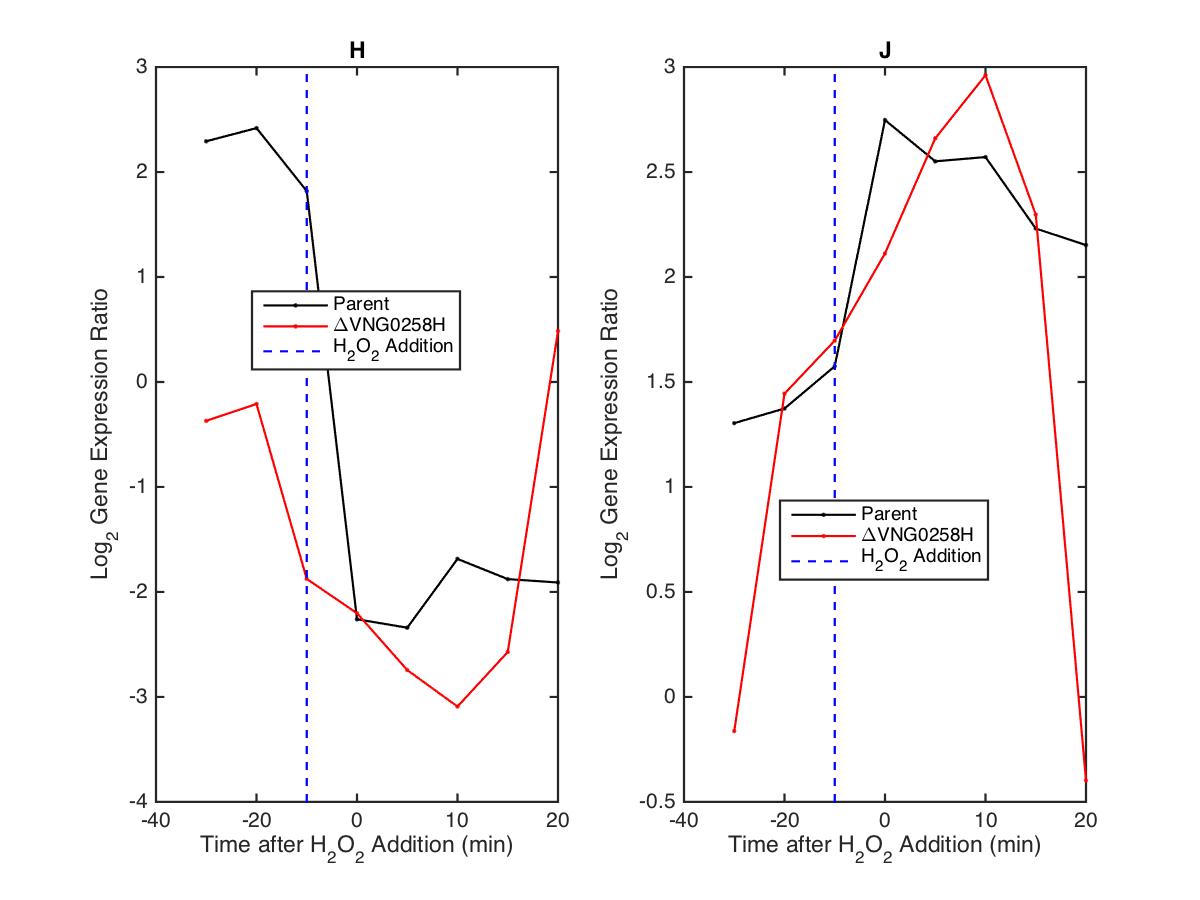 H
3
2
1
0
-1
-2
-3
-4
-40
-20
0
10
20
Log2 Gene Expression Ratio
Time after H2O2 Addition (min)
Parent
ΔVNG0258H
H2O2 Addition
J
3
2.5
2
1.5
1
0.5
0
-0.5
-40
-20
0
10
20
Log2 Gene Expression Ratio
Time after H2O2 Addition (min)
Parent
ΔVNG0258H
H2O2 Addition